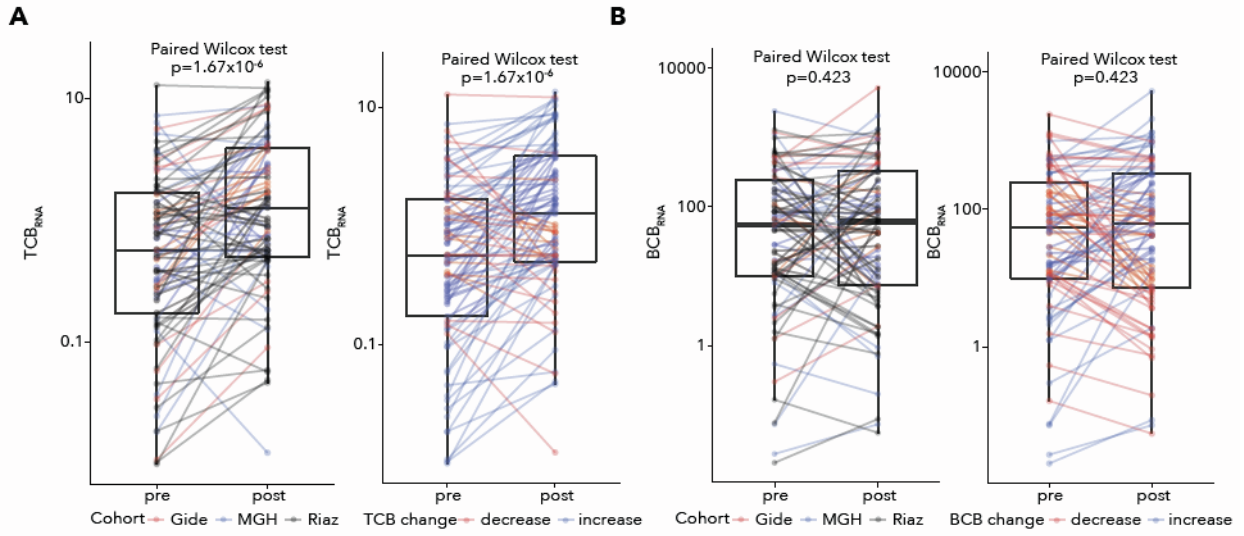 A
Paired Wilcox test
p=1.67x10⁻⁶
10
0.1
TCB_RNA
pre
post
Cohort Gide MGH Riaz
Paired Wilcox test
p=1.67x10⁻⁶
10
0.1
TCB_RNA
pre
post
TCB change decrease increase
B
Paired Wilcox test
p=0.423
10000
100
1
BCB_RNA
pre
post
Cohort Gide MGH Riaz
Paired Wilcox test
p=0.423
10000
100
1
BCB_RNA
pre
post
BCB change decrease increase